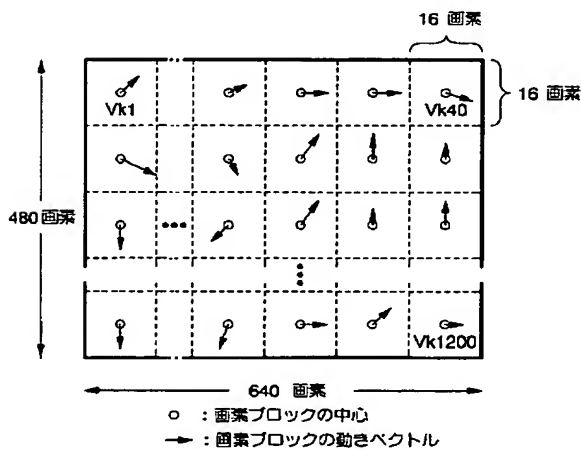 16 画素
16 画素
Vk1
Vk40
480 画素
Vk1200
640 画素
○ : 画素ブロックの中心
→ : 画素ブロックの動きベクトル